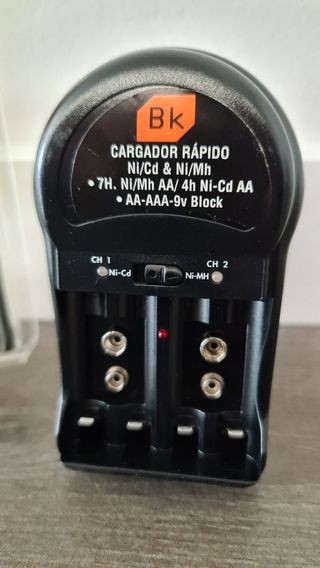 Bk
CARGADOR RÁPIDO
Ni/Cd & Ni/Mh
• 7H. Ni/Mh AA/ 4h Ni-Cd AA
• AA-AAA-9v Block
CH 1 CH 2
Ni-Cd Ni-MH